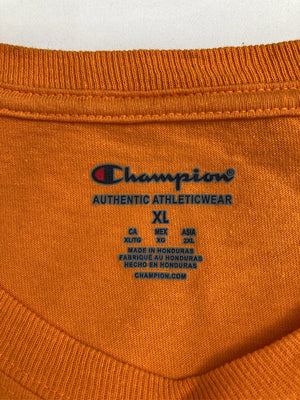 Champion
AUTHENTIC ATHLETICWEAR
XL
CA MEX ASIA
XL/TG XG 2XL
MADE IN HONDURAS
FABRIQUÉ AU HONDURAS
HECHO EN HONDURAS
CHAMPION.COM